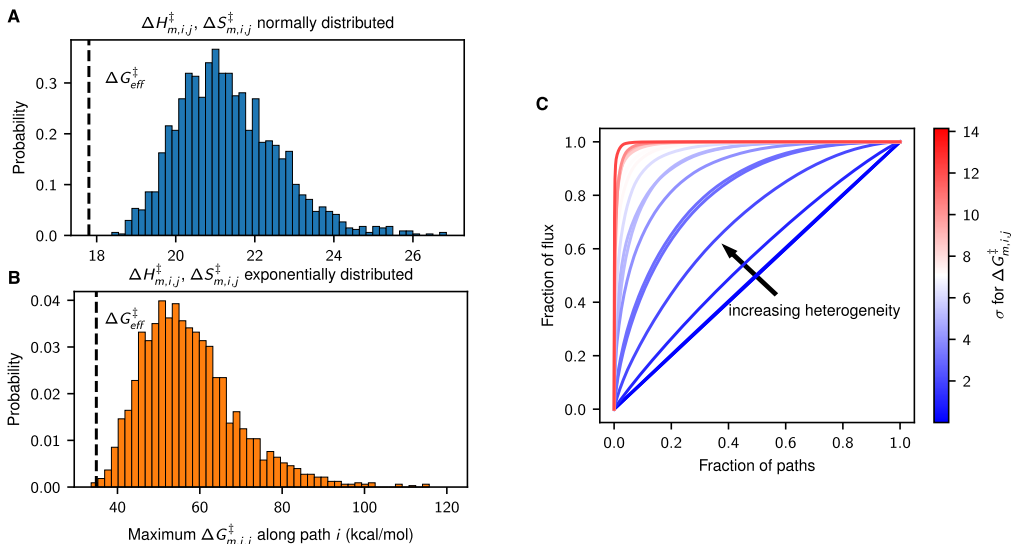 A
ΔH‡m,i,j, ΔS‡m,i,j normally distributed
ΔG‡eff
Probability
0.3
0.2
0.1
0.0
18
20
22
24
26
B
ΔH‡m,i,j, ΔS‡m,i,j exponentially distributed
ΔG‡eff
Probability
0.04
0.03
0.02
0.01
0.00
40
60
80
100
120
Maximum ΔG‡m,i,j along path i (kcal/mol)
C
Fraction of flux
1.0
0.8
0.6
0.4
0.2
0.0
increasing heterogeneity
0.0
0.2
0.4
0.6
0.8
1.0
Fraction of paths
14
12
10
8
6
4
2
σ for ΔG‡m,i,j